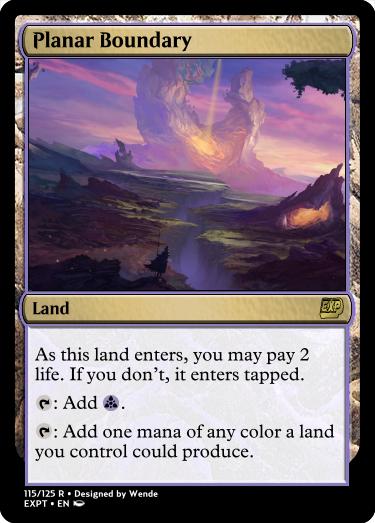 Planar Boundary
Land
EXP
As this land enters, you may pay 2
life. If you don't, it enters tapped.
: Add .
: Add one mana of any color a land
you control could produce.
115/125 R • Designed by Wende
EXPT • EN